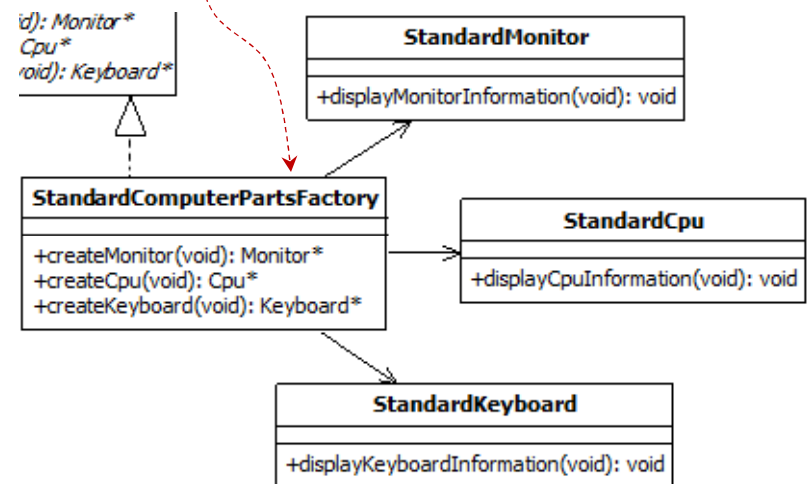 id): Monitor*
Cpu*
void): Keyboard*
StandardMonitor
+displayMonitorInformation(void): void
StandardComputerPartsFactory
+createMonitor(void): Monitor*
+createCpu(void): Cpu*
+createKeyboard(void): Keyboard*
StandardCpu
+displayCpuInformation(void): void
StandardKeyboard
+displayKeyboardInformation(void): void